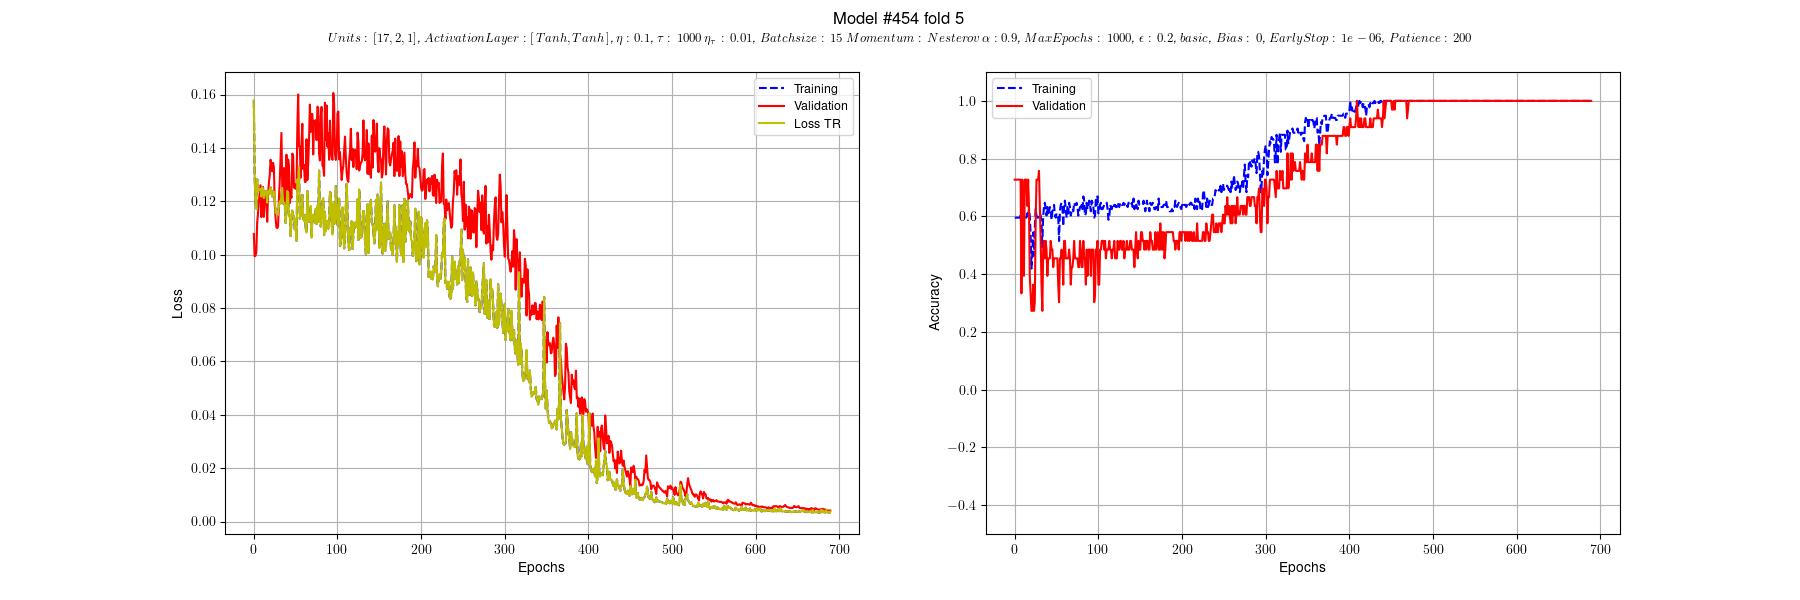 Model #454 fold 5
Units : [17, 2, 1], ActivationLayer : [Tanh, Tanh], η : 0.1, τ : 1000 ητ : 0.01, Batchsize : 15 Momentum : Nesterov α : 0.9, MaxEpochs : 1000, ϵ : 0.2, basic, Bias : 0, EarlyStop : 1e − 06, Patience : 200
0.16
0.14
0.12
0.10
0.08
0.06
0.04
0.02
0.00
Loss
Training
Validation
Loss TR
0 100 200 300 400 500 600 700
Epochs
1.0
0.8
0.6
0.4
0.2
0.0
−0.2
−0.4
Accuracy
Training
Validation
0 100 200 300 400 500 600 700
Epochs